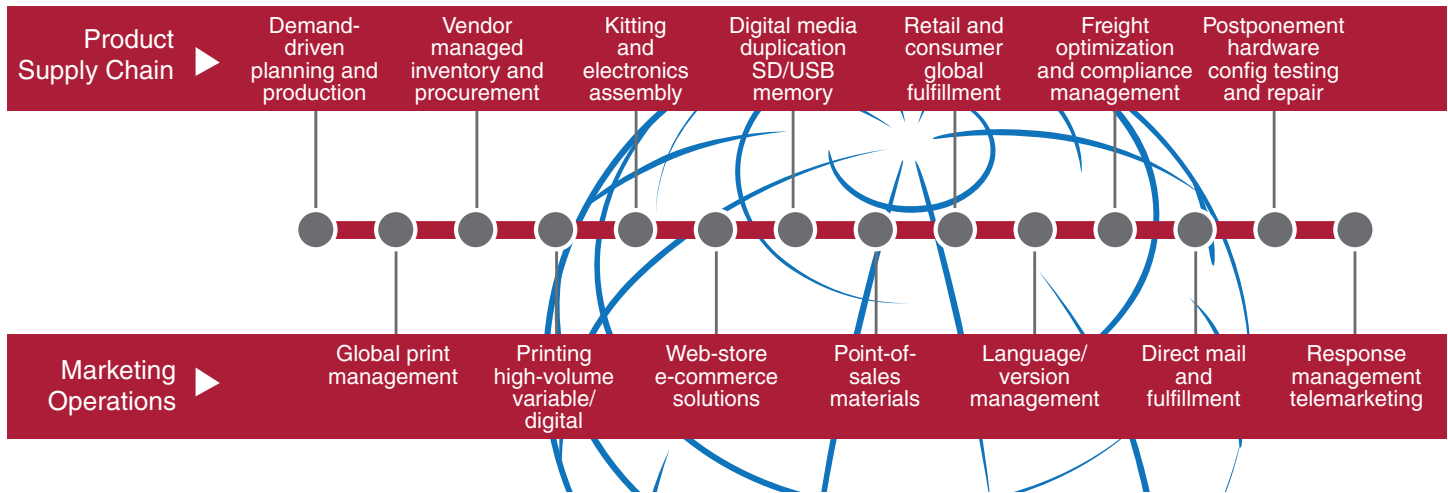 Product
Supply Chain
Demand-
driven
planning and
production
Vendor
managed
inventory and
procurement
Kitting
and
electronics
assembly
Digital media
duplication
SD/USB
memory
Retail and
consumer
global
fulfillment
Freight
optimization
and compliance
management
Postponement
hardware
config testing
and repair
Marketing
Operations
Global print
management
Printing
high-volume
variable/
digital
Web-store
e-commerce
solutions
Point-of-
sales
materials
Language/
version
management
Direct mail
and
fulfillment
Response
management
telemarketing